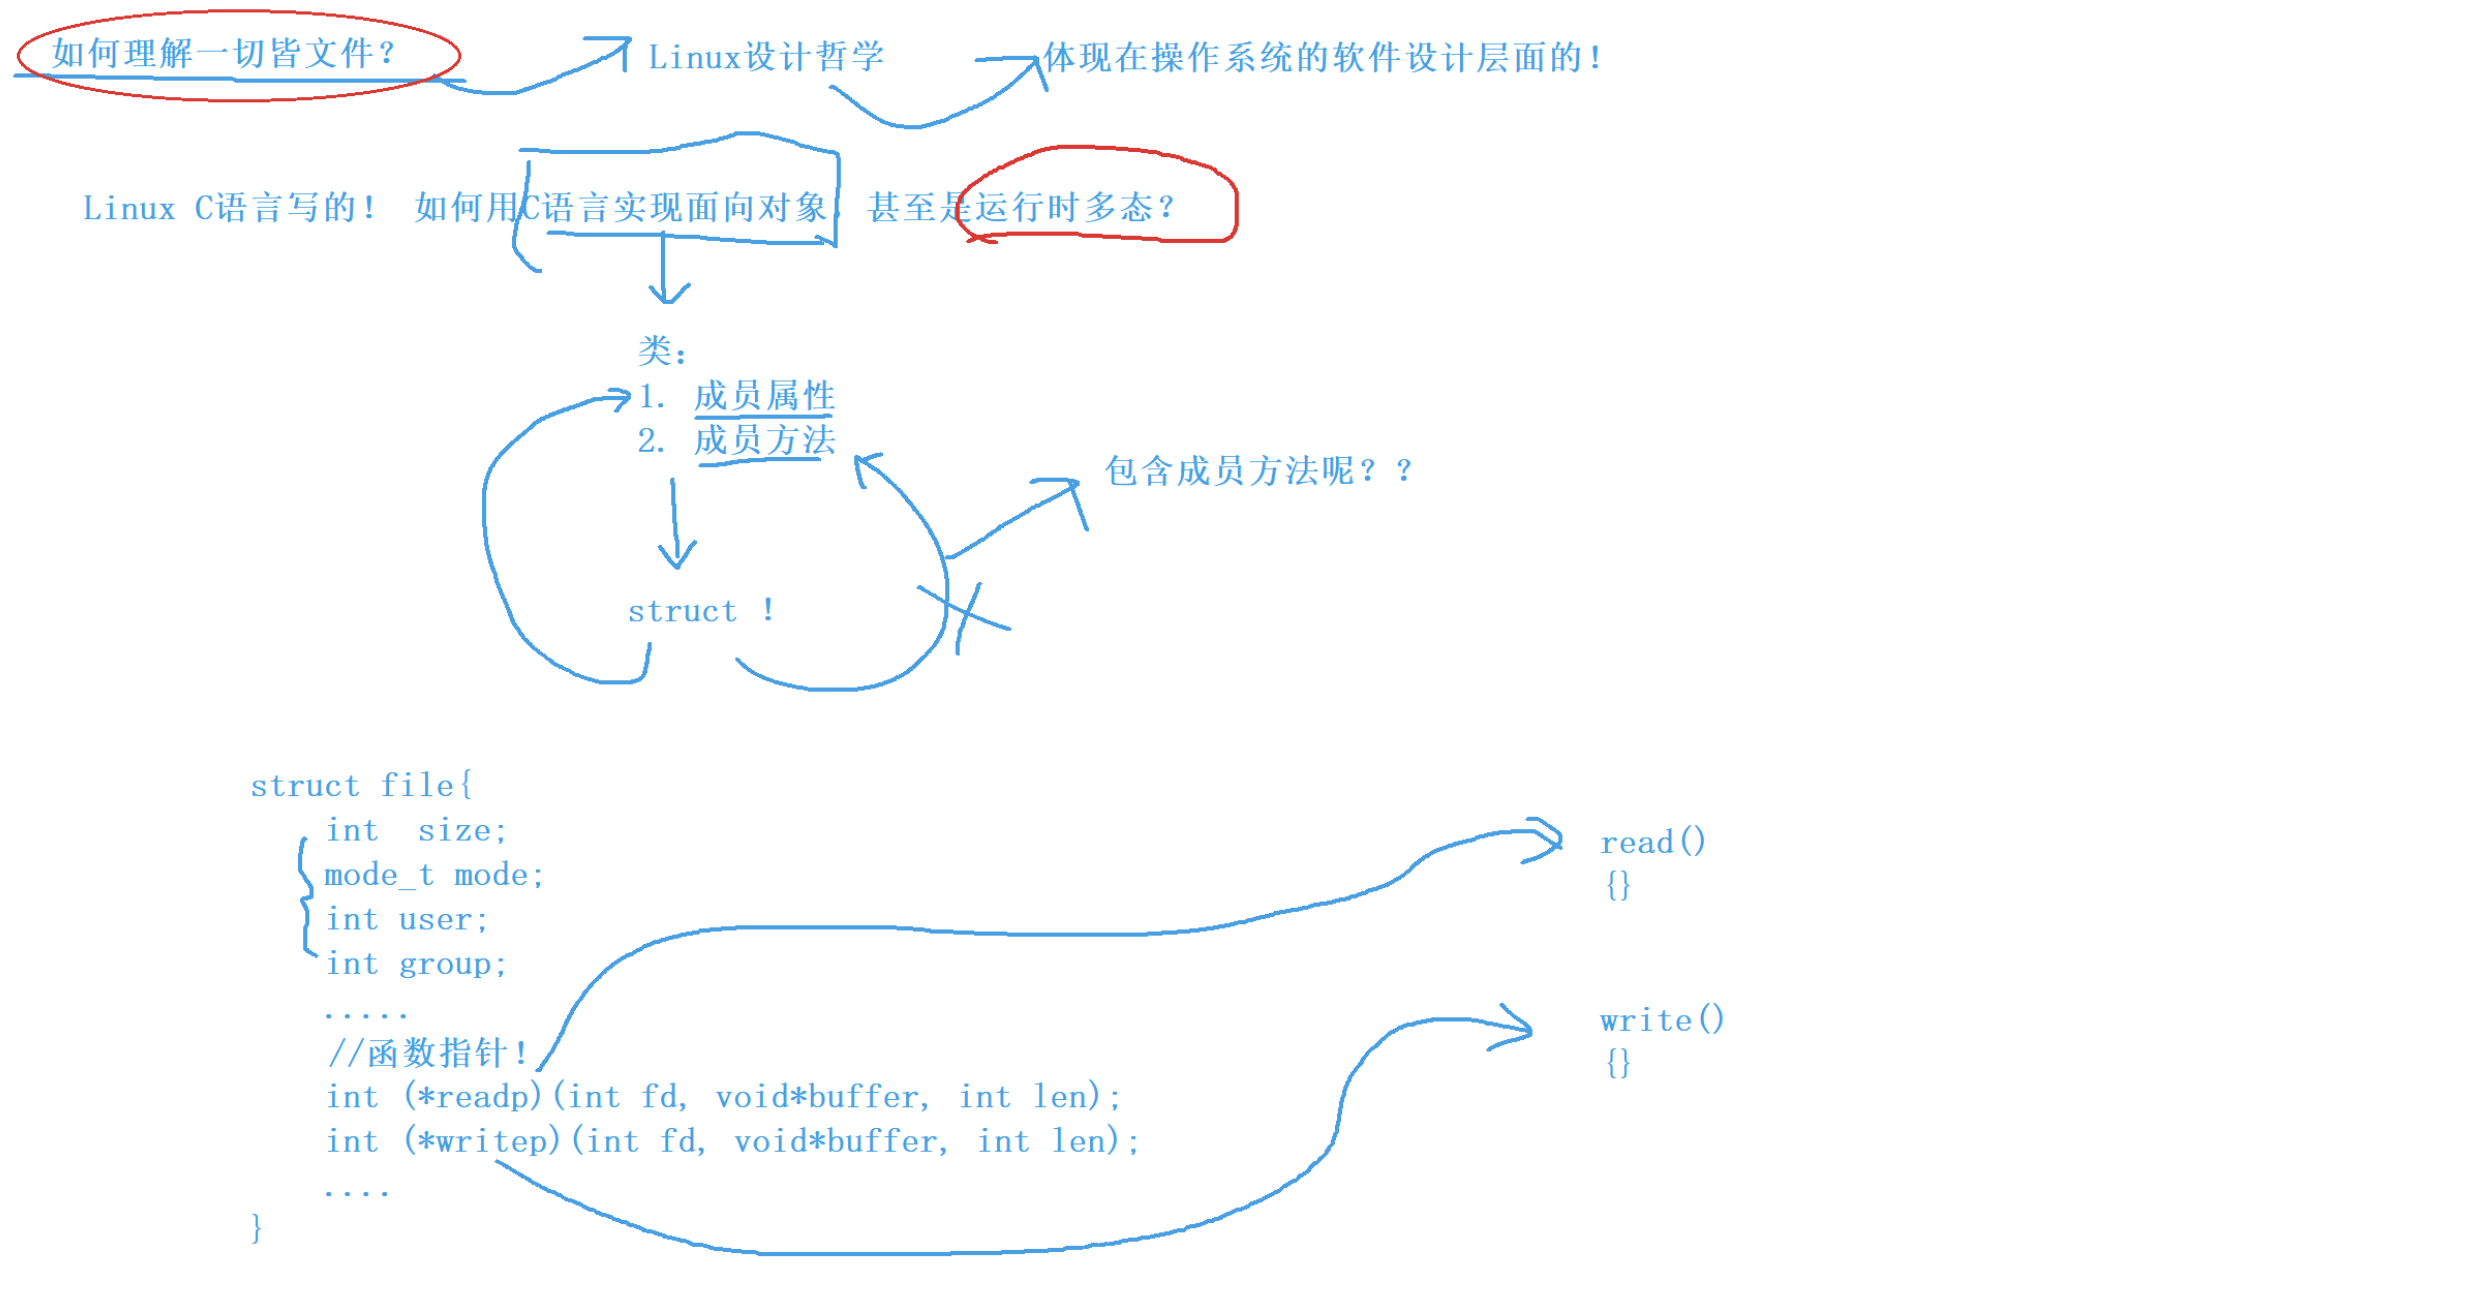 如何理解一切皆文件？ Linux设计哲学 体现在操作系统的软件设计层面的！
Linux C语言写的！ 如何用C语言实现面向对象，甚至是运行时多态？
类：
1. 成员属性
2. 成员方法
包含成员方法呢？？
struct ！
struct file{
int  size;
mode_t mode;
int user;
int group;
.....
//函数指针！
int (*readp)(int fd, void*buffer, int len);
int (*writep)(int fd, void*buffer, int len);
....
}
read()
{}
write()
{}